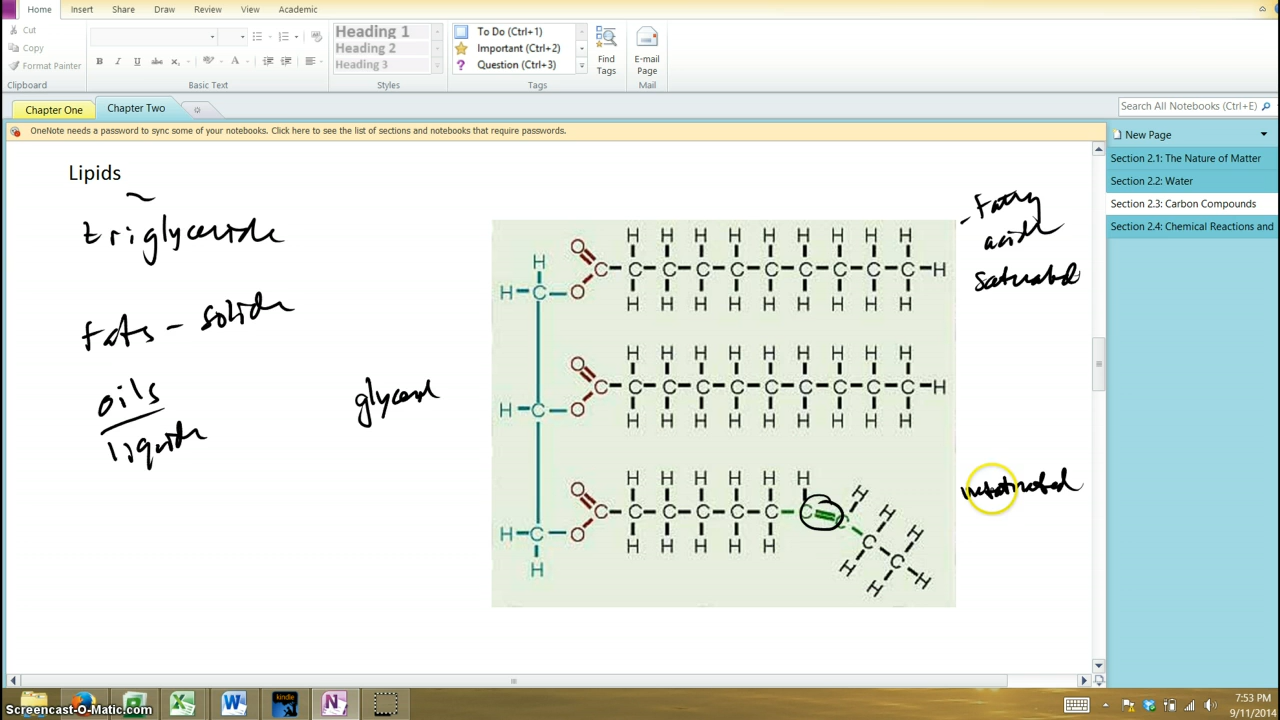 Home Insert Share Draw Review View Academic
Cut
Copy
Format Painter
Clipboard
B I U abc
Basic Text
Heading 1
Heading 2
Heading 3
Styles
To Do (Ctrl+1)
Important (Ctrl+2)
Question (Ctrl+3)
Tags
Find
Tags
E-mail
Page
Mail
Chapter One Chapter Two
Search All Notebooks (Ctrl+E)
OneNote needs a password to sync some of your notebooks. Click here to see the list of sections and notebooks that require passwords.
New Page
Section 2.1: The Nature of Matter
Section 2.2: Water
Section 2.3: Carbon Compounds
Section 2.4: Chemical Reactions and
Lipids
triglyceride
fats - solids
oils
liquids
glycerol
- Fatty
acids
saturated
H H H H H H H H H
O
H
C C C C C C C C C C H
H C O
H H H H H H H H H
H H H H H H H H H
O
C C C C C C C C C C H
H C O
H H H H H H H H H
H H H H H H H
O H
C C C C C C C C H
H C O C C H
H H H H H H H
H
kindle
Screencast-O-Matic.com
7:53 PM
9/11/2014